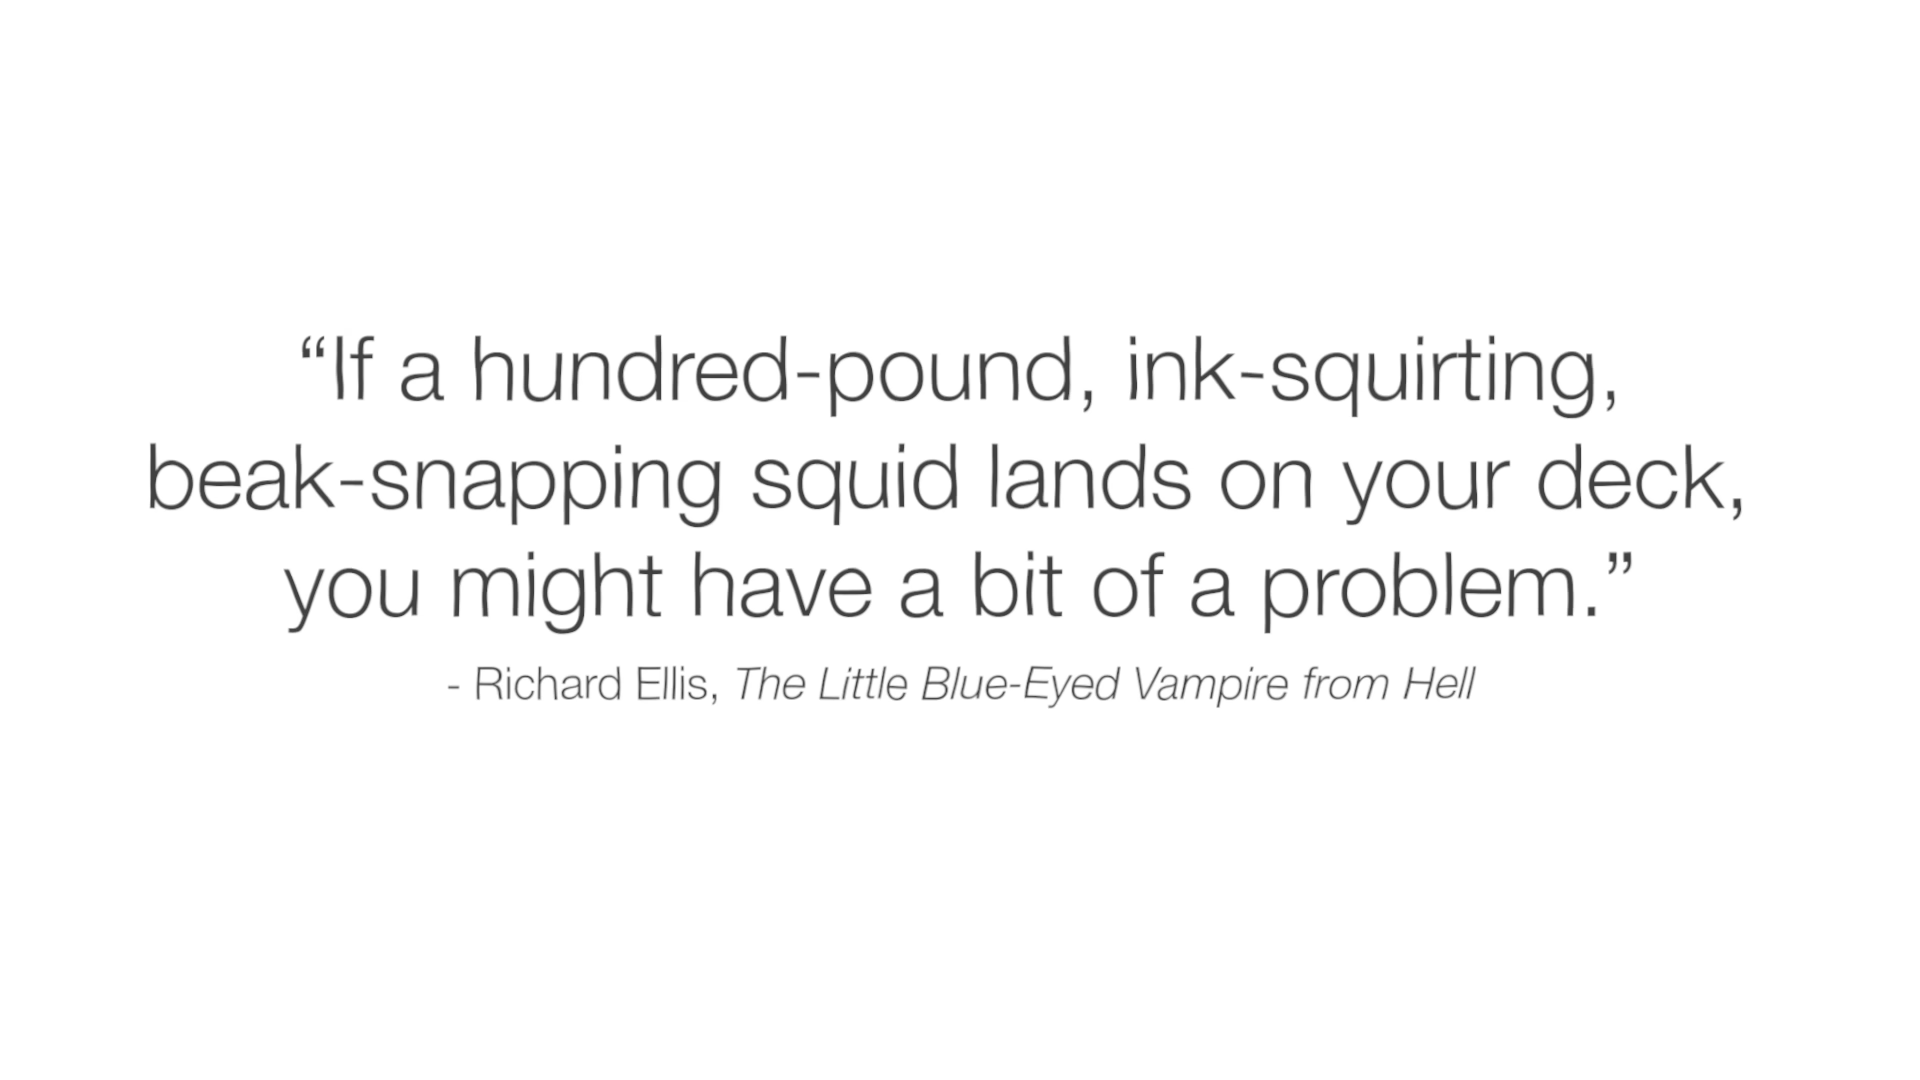 “If a hundred-pound, ink-squirting,
beak-snapping squid lands on your deck,
you might have a bit of a problem.”
- Richard Ellis, The Little Blue-Eyed Vampire from Hell